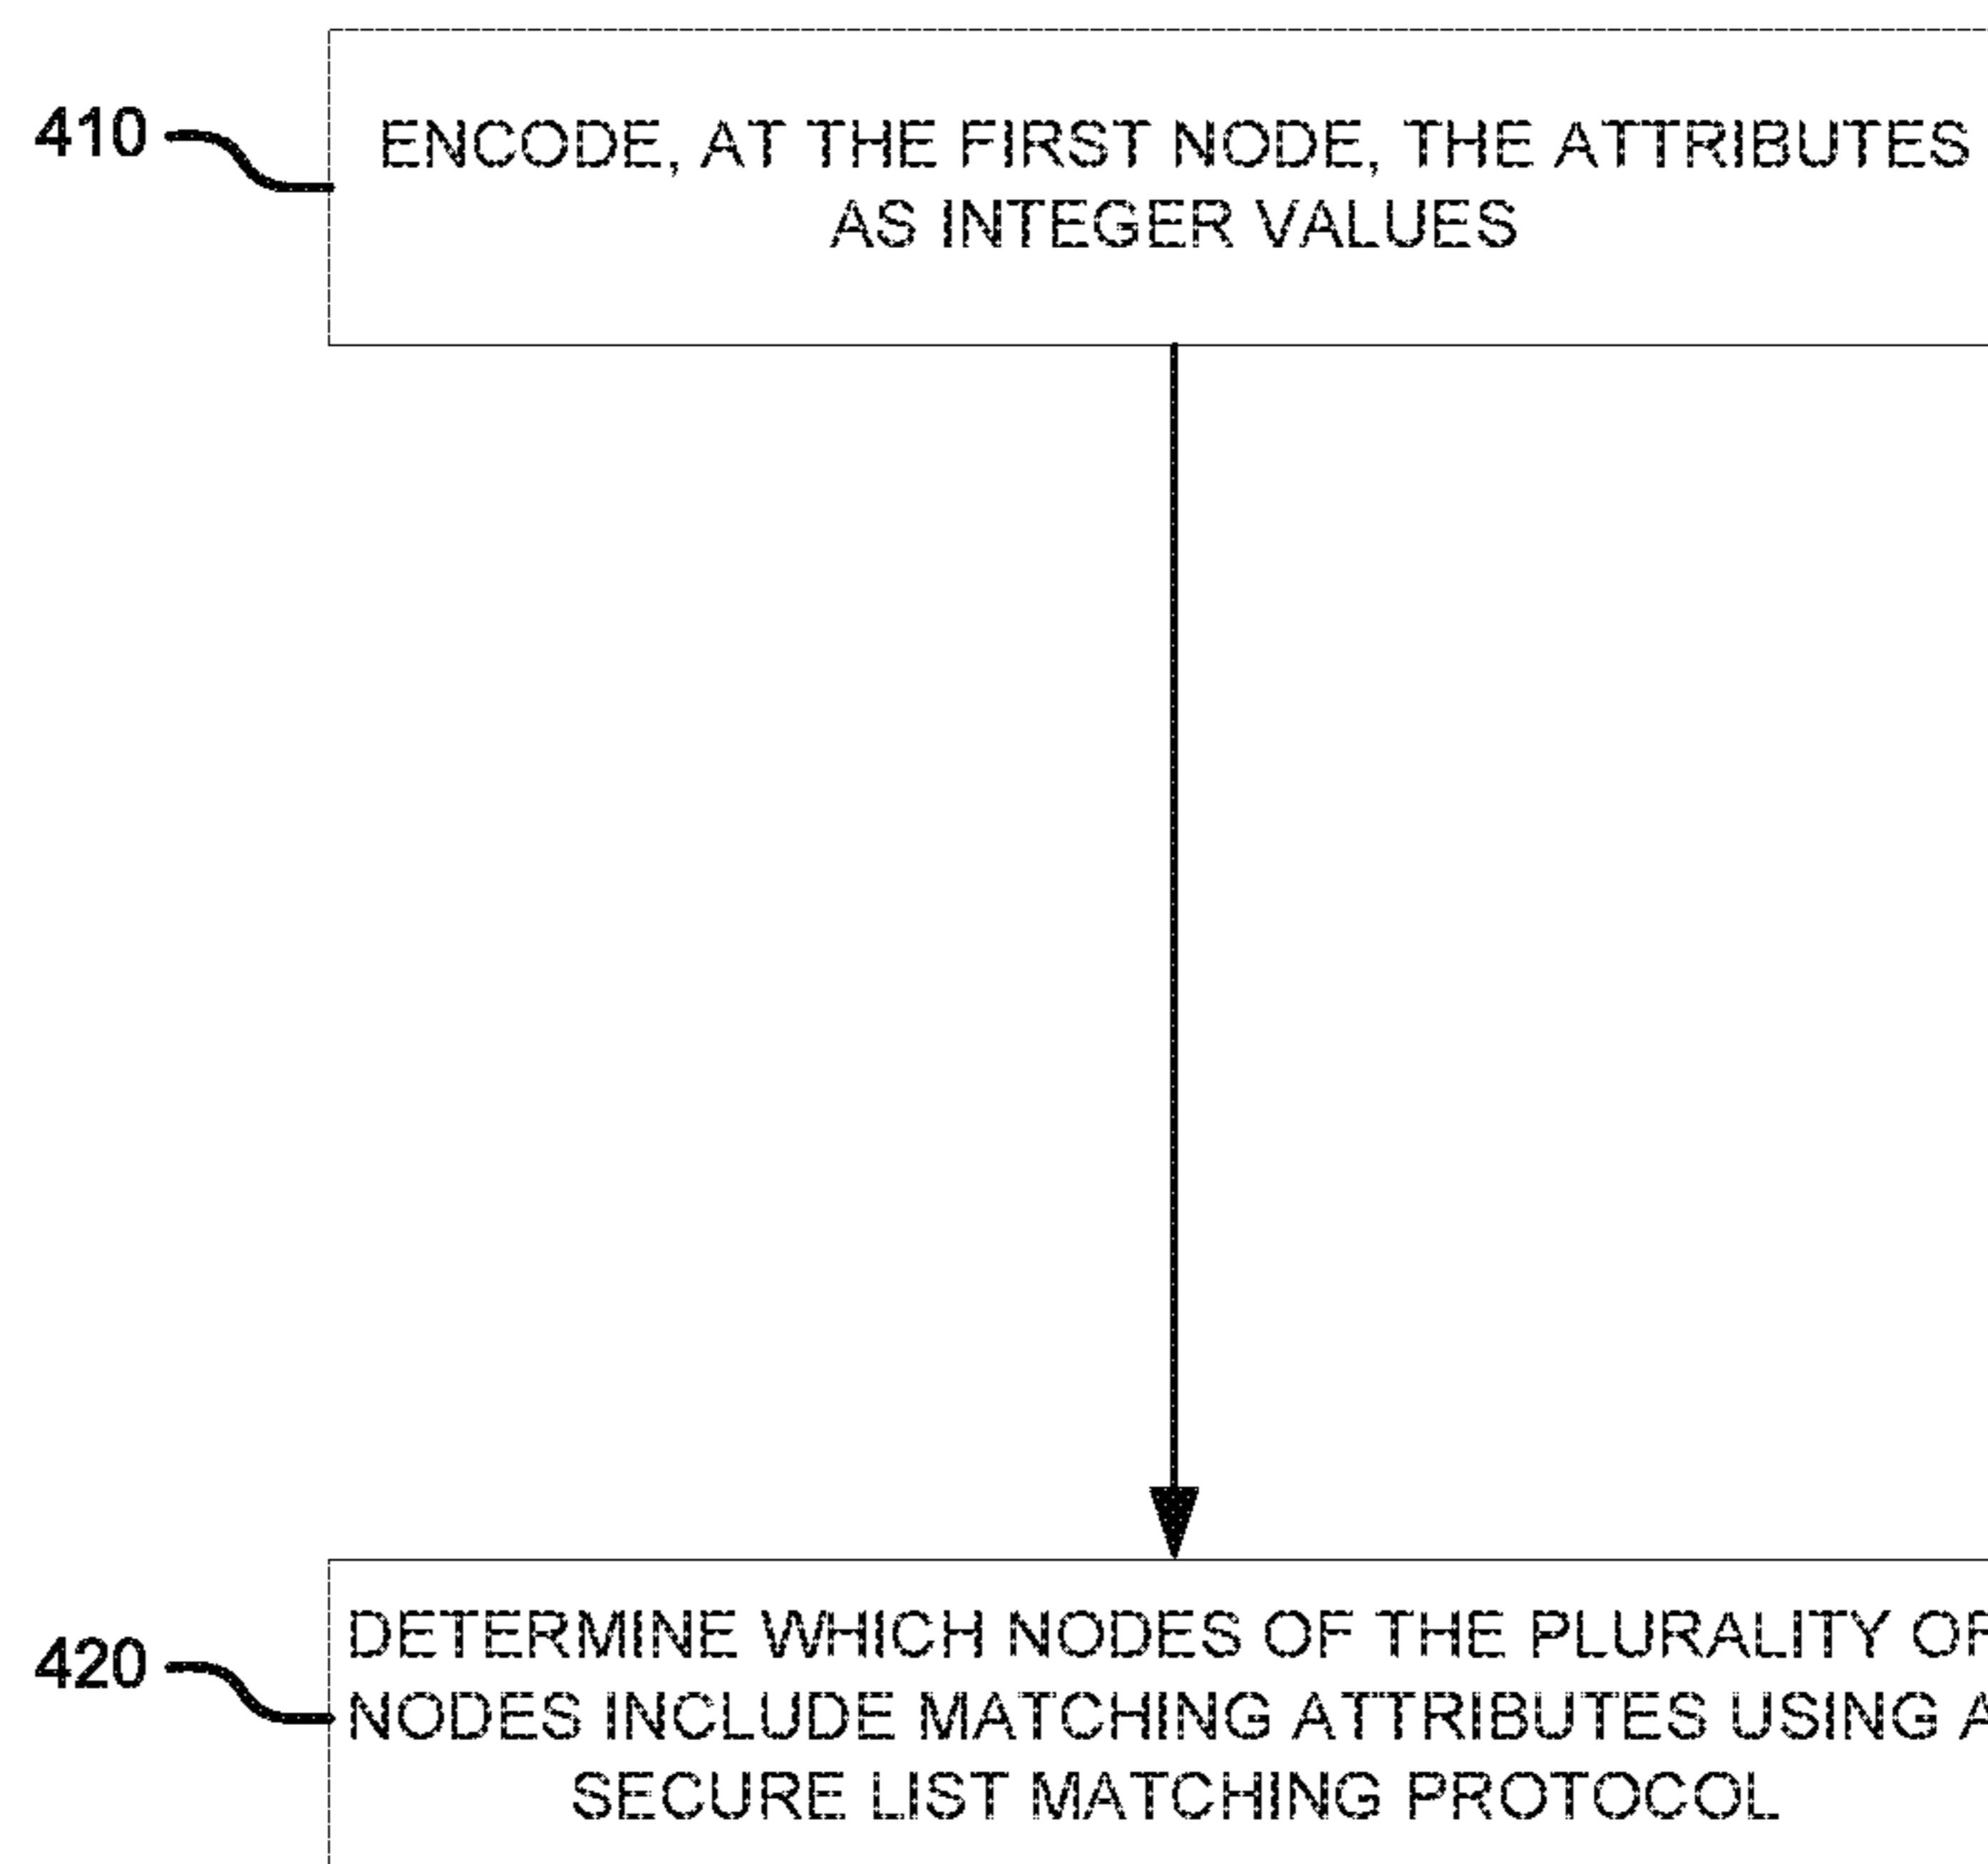 410
ENCODE, AT THE FIRST NODE, THE ATTRIBUTES
AS INTEGER VALUES
DETERMINE WHICH NODES OF THE PLURALITY OF
420
NODES INCLUDE MATCHING ATTRIBUTES USING A
SECURE LIST MATCHING PROTOCOL